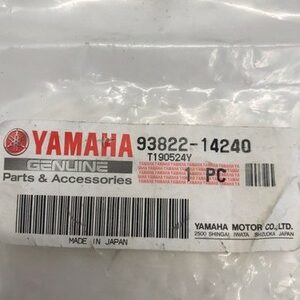 YAMAHA 93822-14240
GENUINE T190524Y
Parts & Accessories 1 PC
YAMAHA MOTOR CO.,LTD.
MADE IN JAPAN 2500 SHINGAI IWATA SHIZUOKA JAPAN